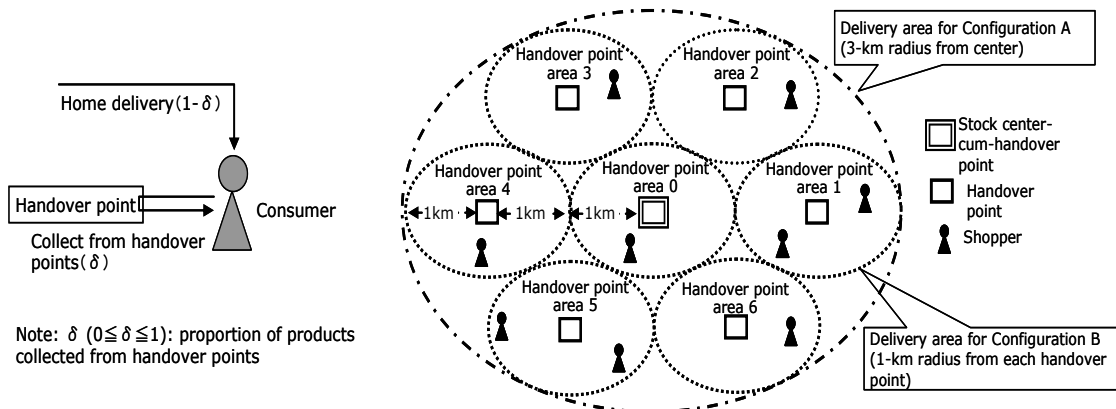 Home delivery(1-δ)
Handover point
Consumer
Collect from handover
points(δ)
Note: δ (0≦δ≦1): proportion of products
collected from handover points
Handover point
area 3
Handover point
area 2
Handover point
area 4
Handover point
area 0
Handover point
area 1
1km
1km
1km
Handover point
area 5
Handover point
area 6
Delivery area for Configuration A
(3-km radius from center)
Stock center-
cum-handover
point
Handover
point
Shopper
Delivery area for Configuration B
(1-km radius from each handover
point)